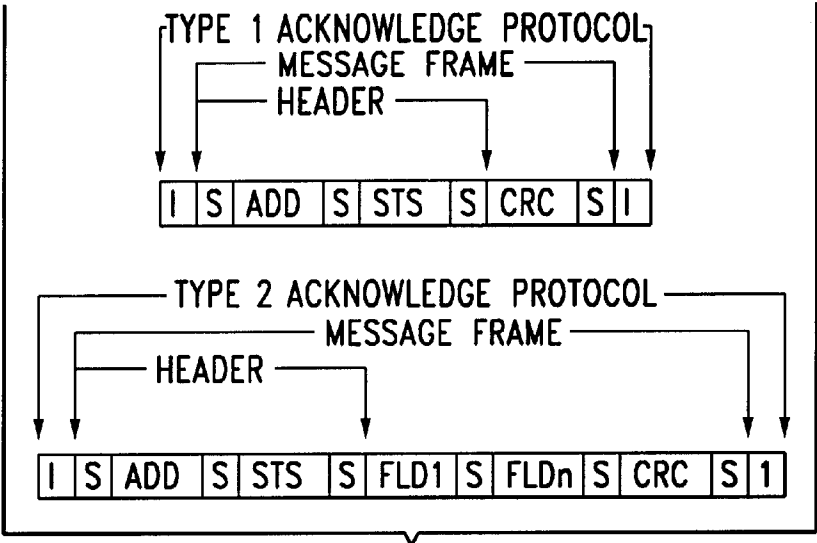 TYPE 1 ACKNOWLEDGE PROTOCOL
MESSAGE FRAME
HEADER
I S ADD S STS S CRC S I
TYPE 2 ACKNOWLEDGE PROTOCOL
MESSAGE FRAME
HEADER
I S ADD S STS S FLD1 S FLDn S CRC S 1